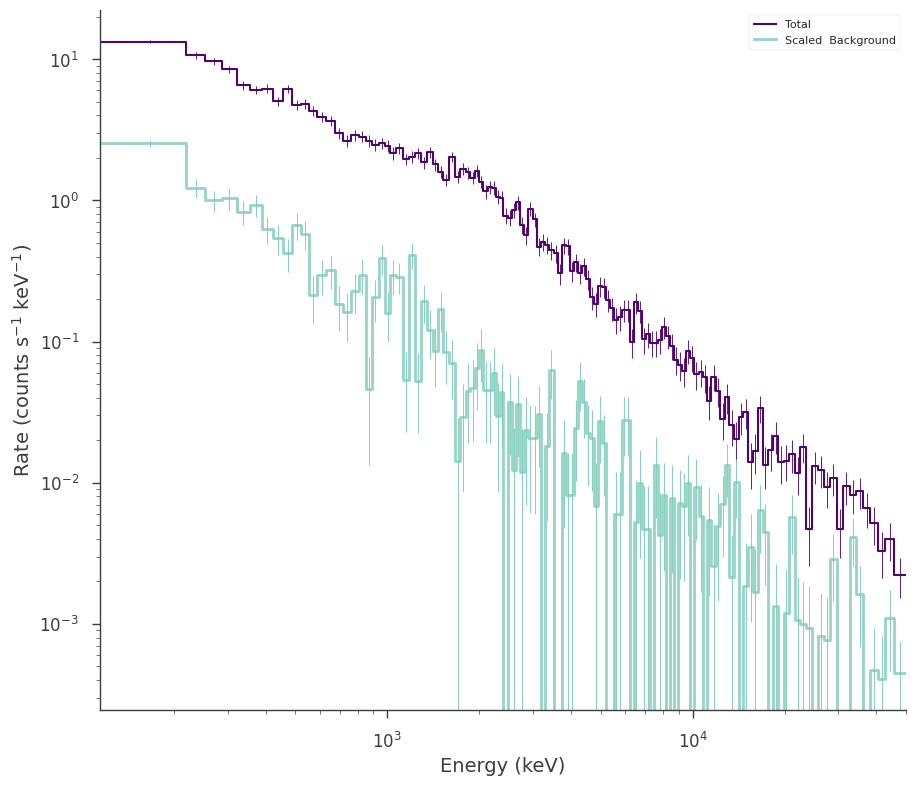 Total
Scaled  Background
10¹
10⁰
10⁻¹
10⁻²
10⁻³
Rate (counts s⁻¹ keV⁻¹)
10³
10⁴
Energy (keV)